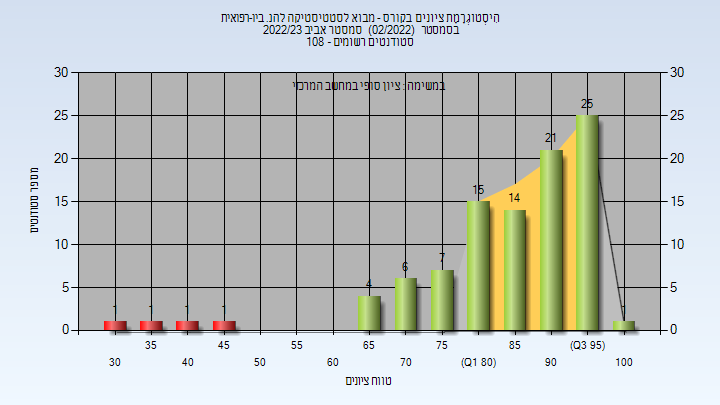 היסטוגרמת ציונים בקורס - מבוא לסטטיסטיקה להנ. ביו-רפואית
בסמסטר (02/2022) סמסטר אביב 2022/23
סטודנטים רשומים - 108
במשימה : ציון סופי במחשב המרכזי
30 30
25 25
20 20
15 15
10 10
5 5
0 0
מספר סטודנטים
1 1 1 1 4 6 7 15 14 21 25 1
35 45 55 65 75 85 (Q3 95)
30 40 50 60 70 (Q1 80) 90 100
טווח ציונים